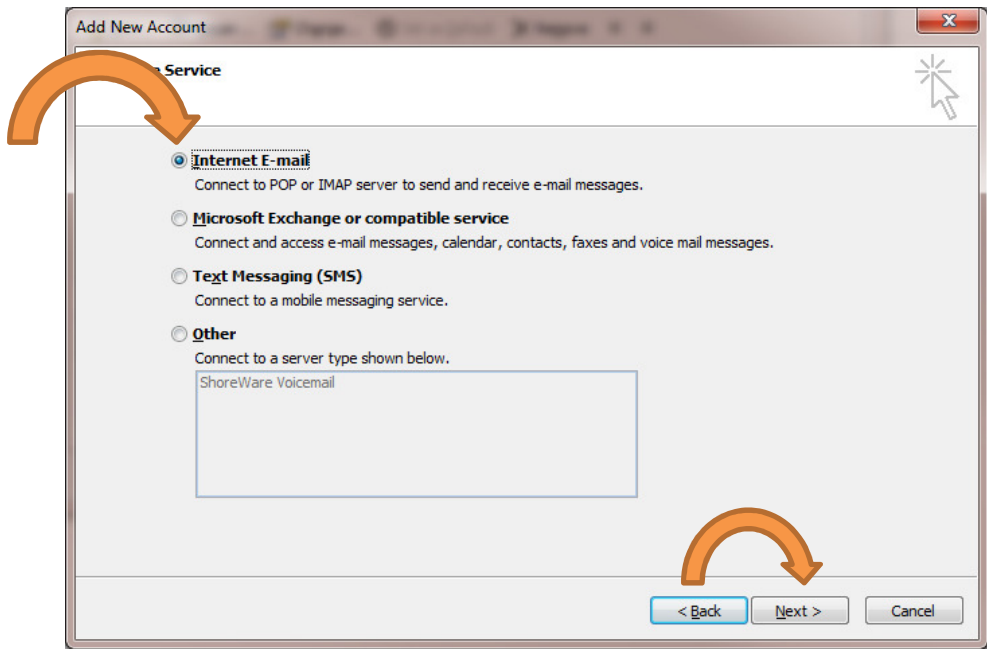 Add New Account
Service
Internet E-mail
Connect to POP or IMAP server to send and receive e-mail messages.
Microsoft Exchange or compatible service
Connect and access e-mail messages, calendar, contacts, faxes and voice mail messages.
Text Messaging (SMS)
Connect to a mobile messaging service.
Other
Connect to a server type shown below.
ShoreWare Voicemail
< Back Next > Cancel